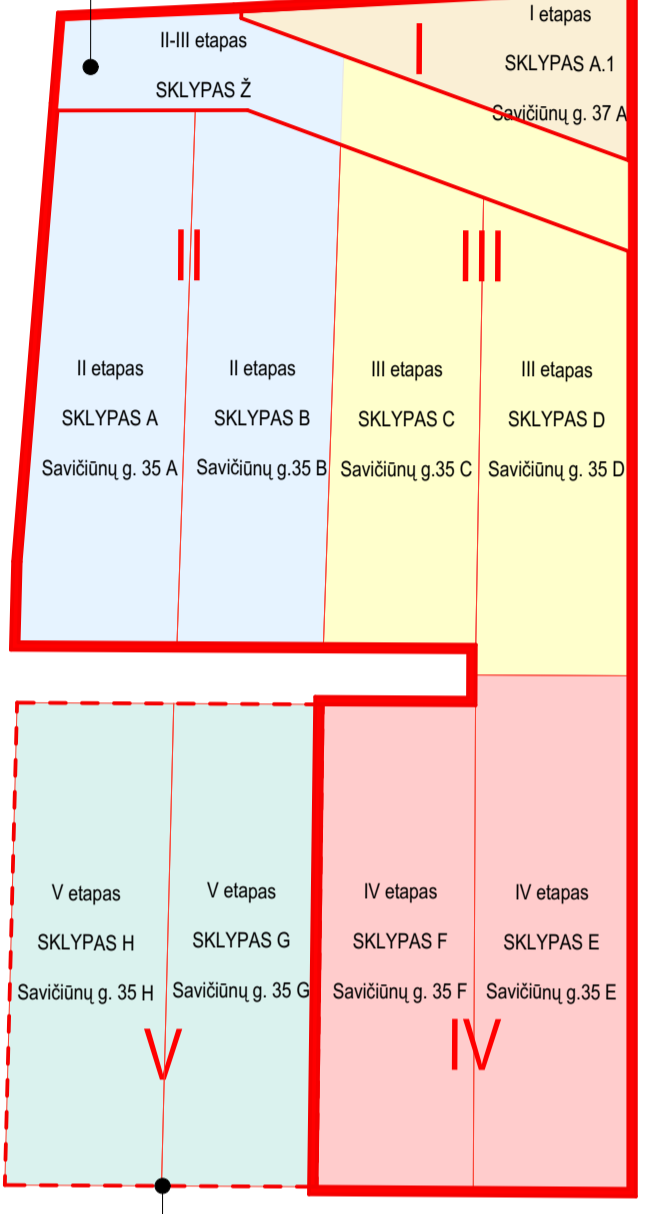 I etapas
SKLYPAS A.1
Savičiūnų g. 37 A
I
II-III etapas
SKLYPAS Ž
II
III
II etapas
SKLYPAS A
Savičiūnų g. 35 A
II etapas
SKLYPAS B
Savičiūnų g.35 B
III etapas
SKLYPAS C
Savičiūnų g.35 C
III etapas
SKLYPAS D
Savičiūnų g. 35 D
V etapas
SKLYPAS H
Savičiūnų g. 35 H
V etapas
SKLYPAS G
Savičiūnų g. 35 G
IV etapas
SKLYPAS F
Savičiūnų g. 35 F
IV etapas
SKLYPAS E
Savičiūnų g.35 E
V
IV